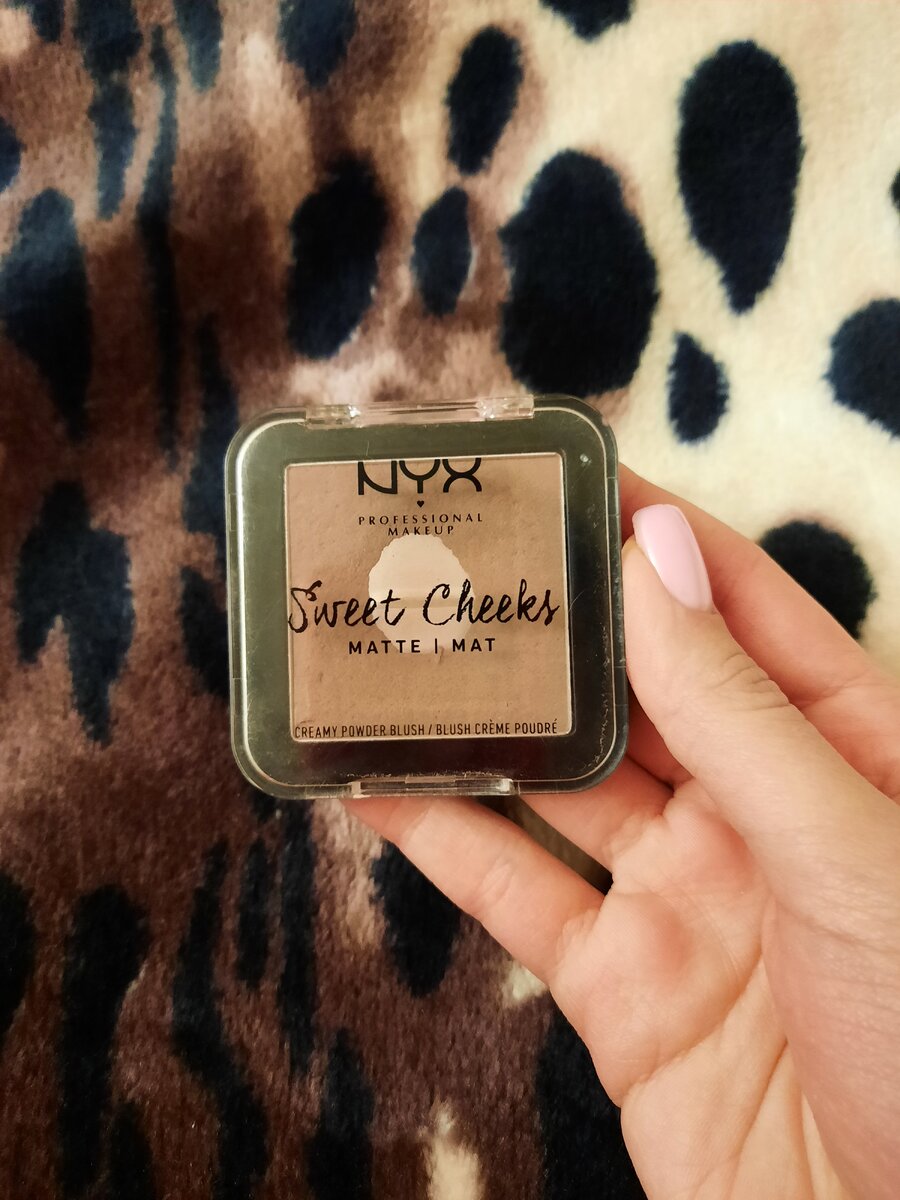 NYX
PROFESSIONAL
MAKEUP
Sweet Cheeks
MATTE | MAT
CREAMY POWDER BLUSH / BLUSH CRÈME POUDRÉ